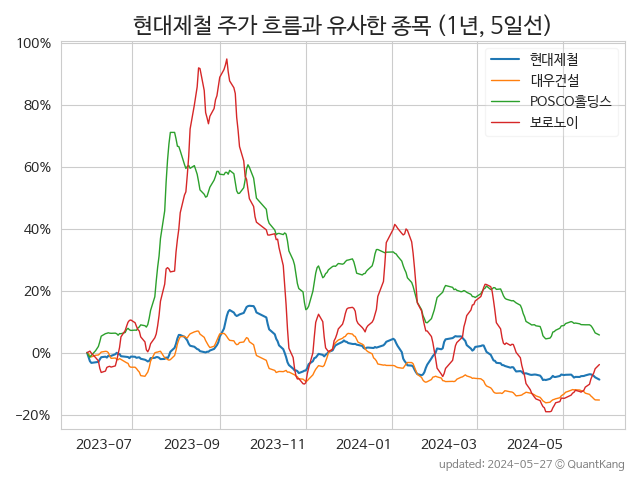 현대제철 주가 흐름과 유사한 종목 (1년, 5일선)
100%
80%
60%
40%
20%
0%
−20%
현대제철
대우건설
POSCO홀딩스
보로노이
2023-07
2023-09
2023-11
2024-01
2024-03
2024-05
updated: 2024-05-27 © QuantKang